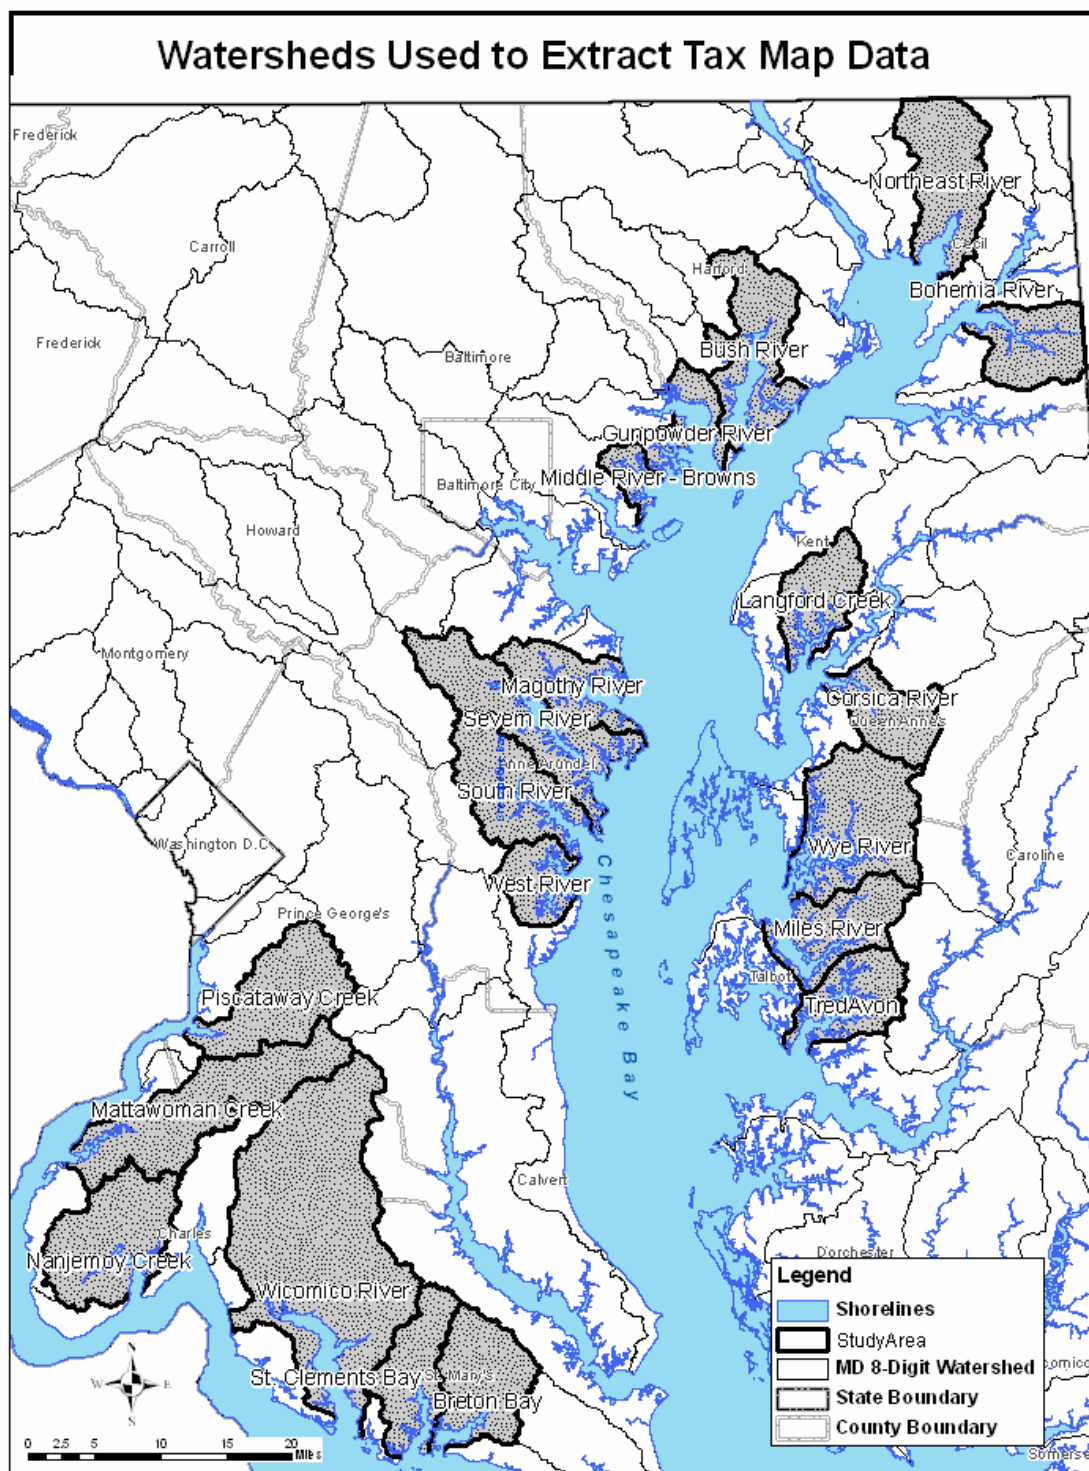 Watersheds Used to Extract Tax Map Data
Frederick
Northeast River
Carroll
Cecil
Harford
Bohemia River
Frederick
Baltimore
Bush River
Gunpowder River
Middle River - Browns
Baltimore City
Howard
Kent
Langford Creek
Montgomery
Magothy River
Corsica River
Severn River
Queen Anne's
Anne Arundel
South River
Washington D.C
Wye River
Caroline
West River
Chesapeake Bay
Prince George's
Miles River
Talbot
Piscataway Creek
TredAvon
Mattawoman Creek
Calvert
Charles
Nanjemoy Creek
Dorchester
Wicomico River
St. Clements Bay
St. Mary's
Breton Bay
Legend
Shorelines
StudyArea
MD 8-Digit Watershed
State Boundary
County Boundary
comico
Somerse
N
W E
S
0 2.5 5 10 15 20
Miles